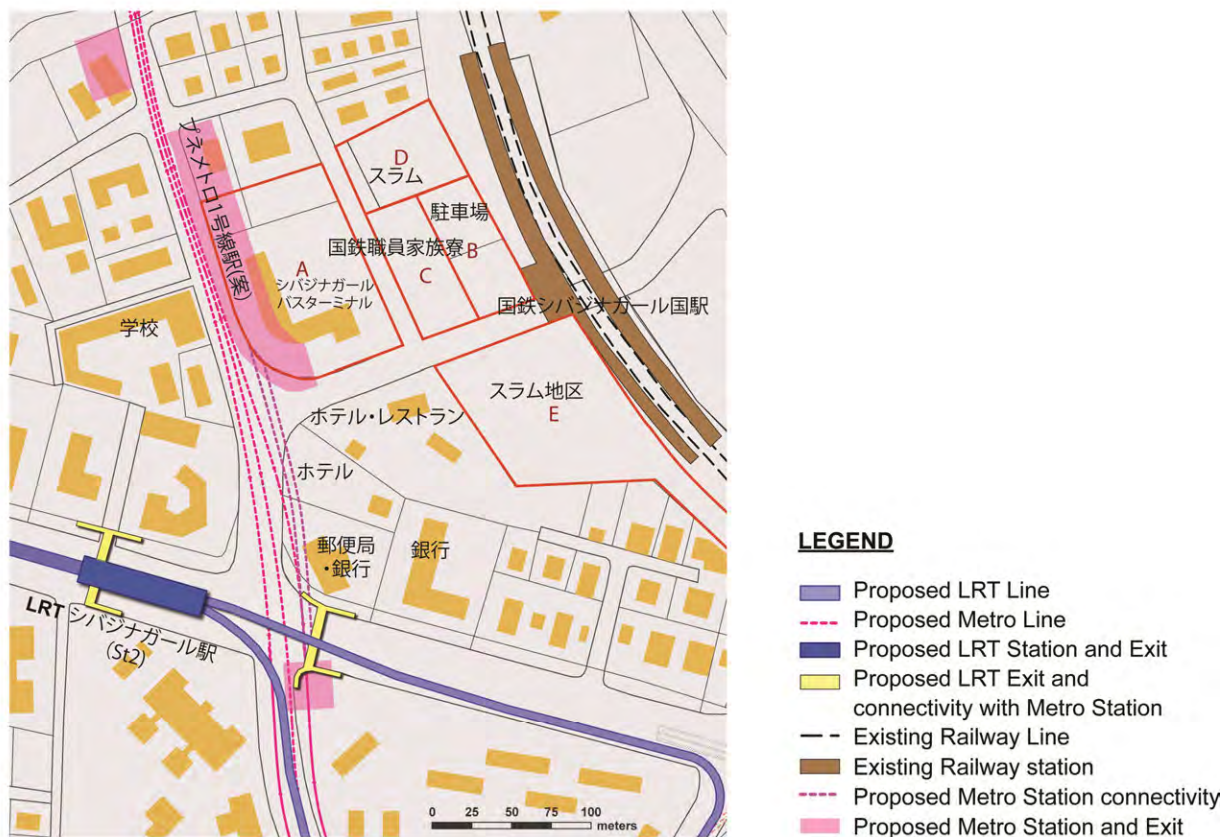 プネメトロ1号線駅(案)
D
スラム
駐車場
国鉄職員家族寮
B
A
C
シバジナガール
バスターミナル
国鉄シバジナガール国駅
学校
スラム地区
E
ホテル・レストラン
ホテル
郵便局
・銀行
銀行
LRT シバジナガール駅
(St2)
0 25 50 75 100
meters
LEGEND
Proposed LRT Line
Proposed Metro Line
Proposed LRT Station and Exit
Proposed LRT Exit and
connectivity with Metro Station
Existing Railway Line
Existing Railway station
Proposed Metro Station connectivity
Proposed Metro Station and Exit